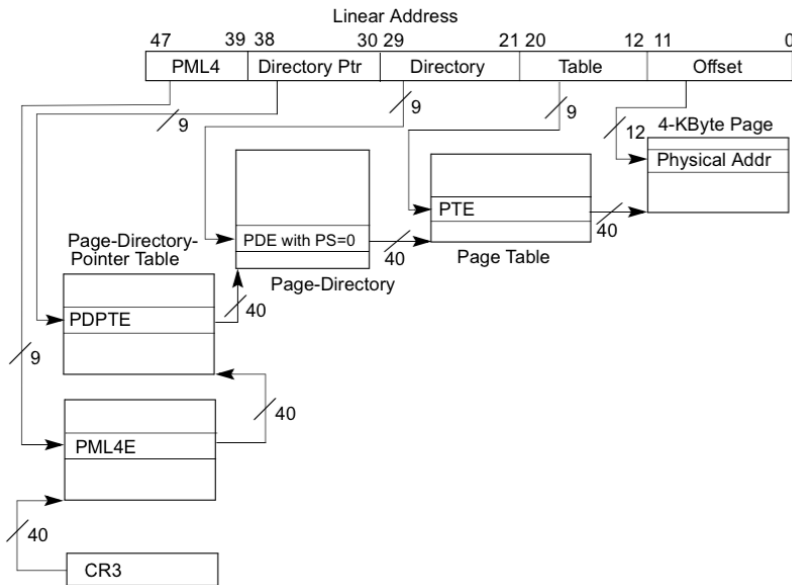 Linear Address
47 39 38 30 29 21 20 12 11 0
PML4 Directory Ptr Directory Table Offset
9 9 9 12 4-KByte Page
Physical Addr
PTE
PDE with PS=0 40 40
Page Table
Page-Directory-
Pointer Table
Page-Directory
PDPTE 40
9
40
PML4E
40
CR3